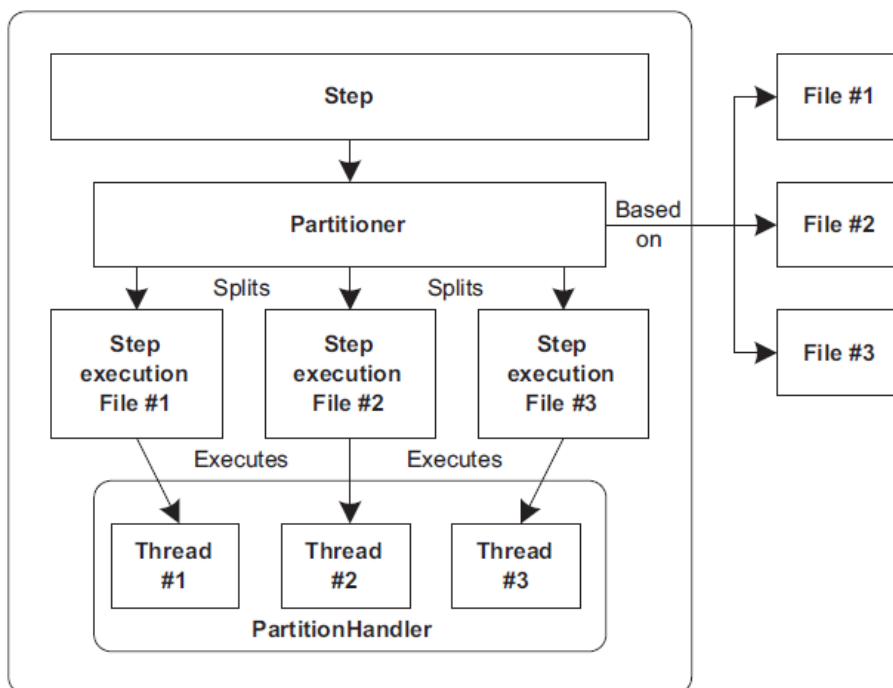 Step
File #1
Partitioner
Based
on
File #2
Splits
Splits
Step
execution
File #1
Step
execution
File #2
Step
execution
File #3
File #3
Executes
Executes
Thread
#1
Thread
#2
Thread
#3
PartitionHandler